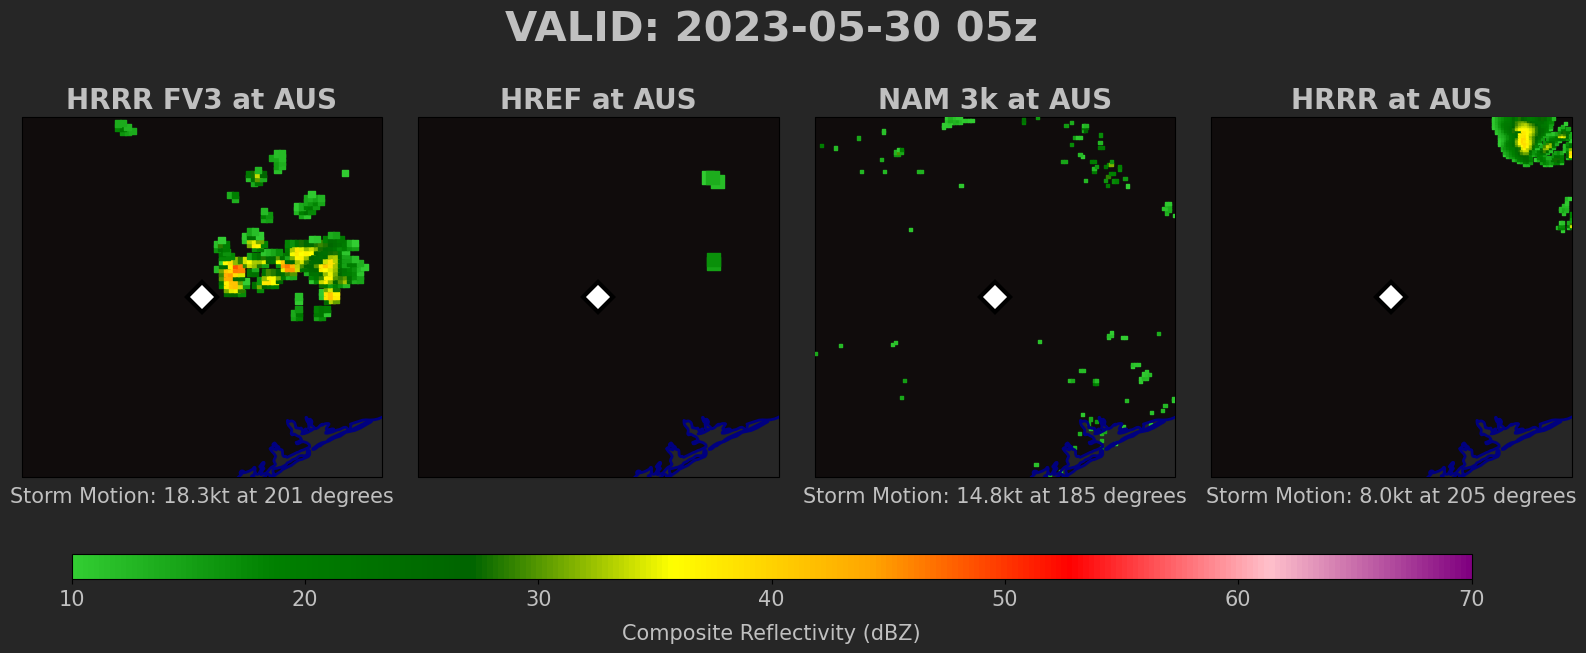 VALID: 2023-05-30 05z
HRRR FV3 at AUS
HREF at AUS
NAM 3k at AUS
HRRR at AUS
Storm Motion: 18.3kt at 201 degrees
Storm Motion: 14.8kt at 185 degrees
Storm Motion: 8.0kt at 205 degrees
10 20 30 40 50 60 70
Composite Reflectivity (dBZ)